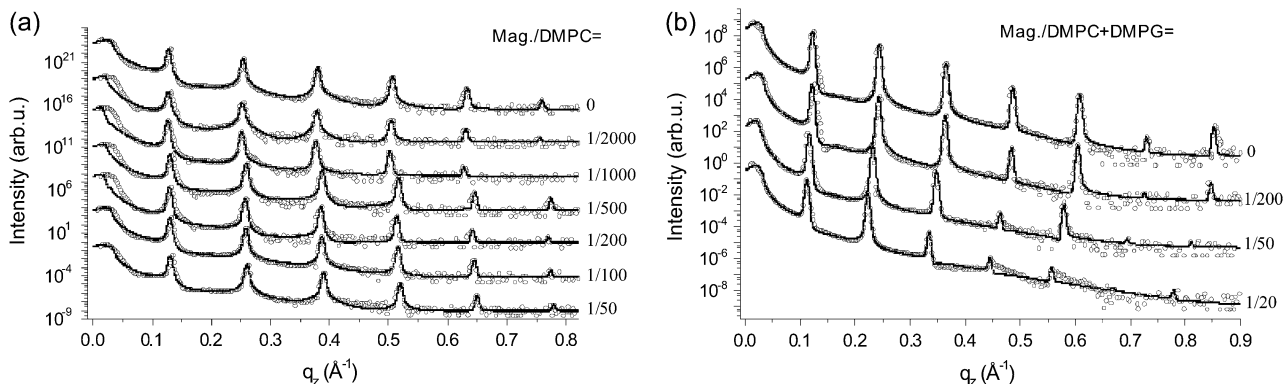 (a)
Mag./DMPC=
Intensity (arb.u.)
10^21
10^16
10^11
10^6
10^1
10^-4
10^-9
0
1/2000
1/1000
1/500
1/200
1/100
1/50
0.0 0.1 0.2 0.3 0.4 0.5 0.6 0.7 0.8
q_z (Å^-1)
(b)
Mag./DMPC+DMPG=
Intensity (arb.u.)
10^8
10^6
10^4
10^2
10^0
10^-2
10^-4
10^-6
10^-8
0
1/200
1/50
1/20
0.0 0.1 0.2 0.3 0.4 0.5 0.6 0.7 0.8 0.9
q_z (Å^-1)